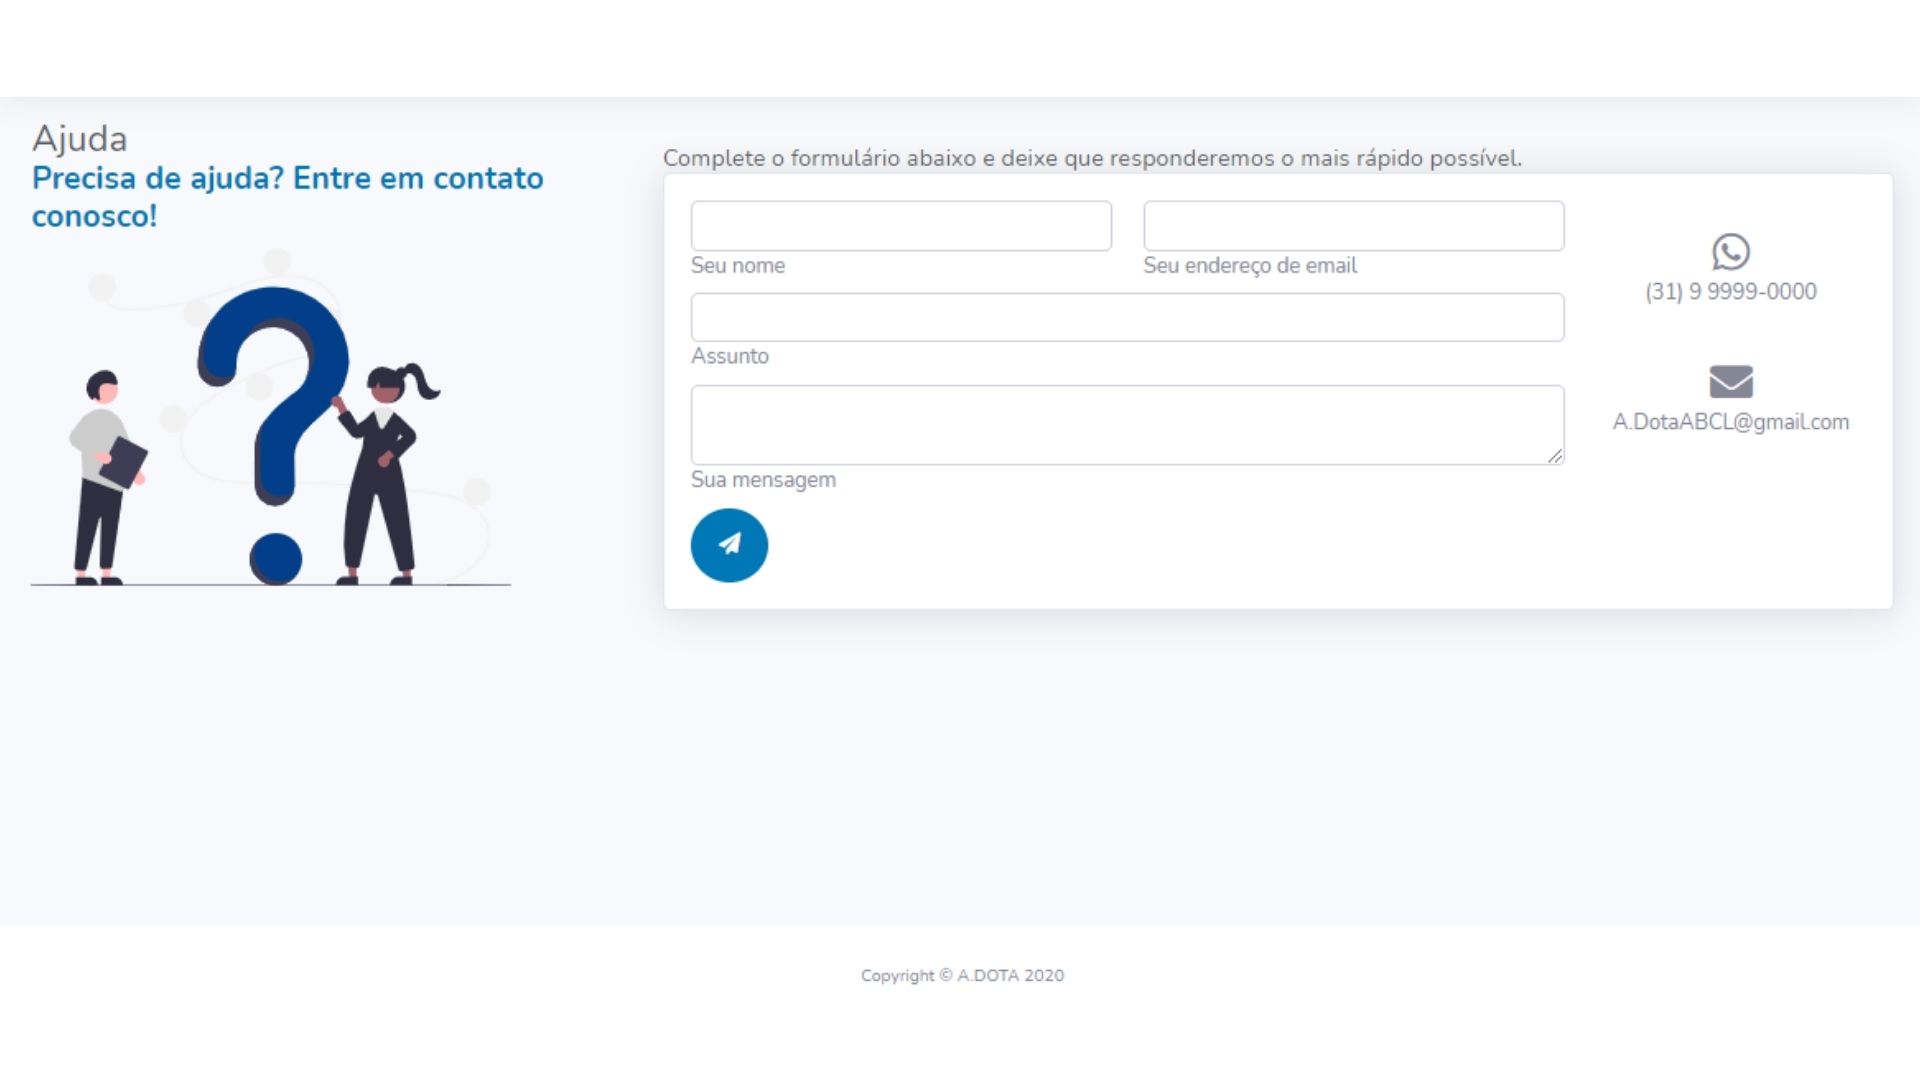 Ajuda
Precisa de ajuda? Entre em contato
conosco!
Complete o formulário abaixo e deixe que responderemos o mais rápido possível.
Seu nome
Seu endereço de email
Assunto
Sua mensagem
(31) 9 9999-0000
A.DotaABCL@gmail.com
Copyright © A.DOTA 2020